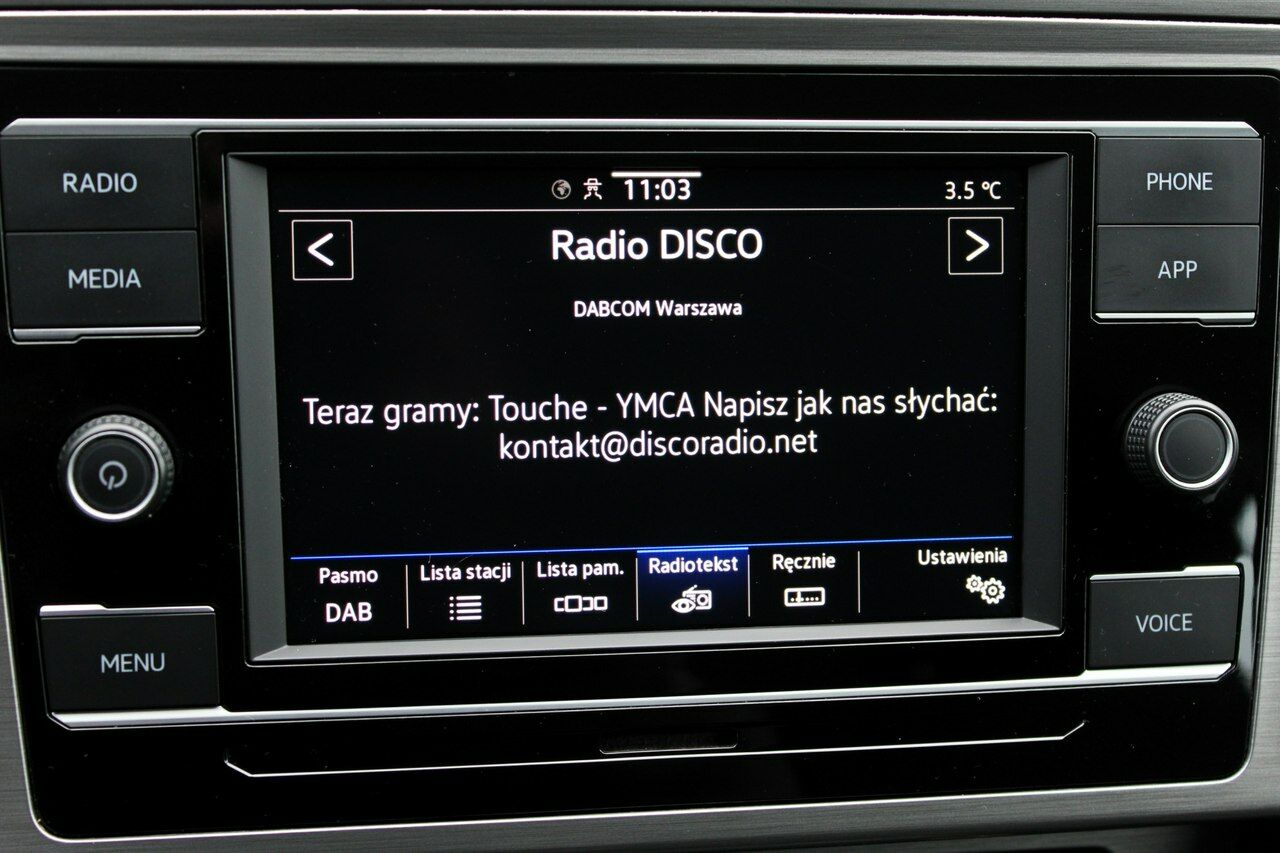 RADIO
MEDIA
MENU
11:03
3.5 °C
<
Radio DISCO
>
DABCOM Warszawa
Teraz gramy: Touche - YMCA Napisz jak nas słychać:
kontakt@discoradio.net
Pasmo
DAB
Lista stacji
Lista pam.
Radiotekst
Ręcznie
Ustawienia
PHONE
APP
VOICE